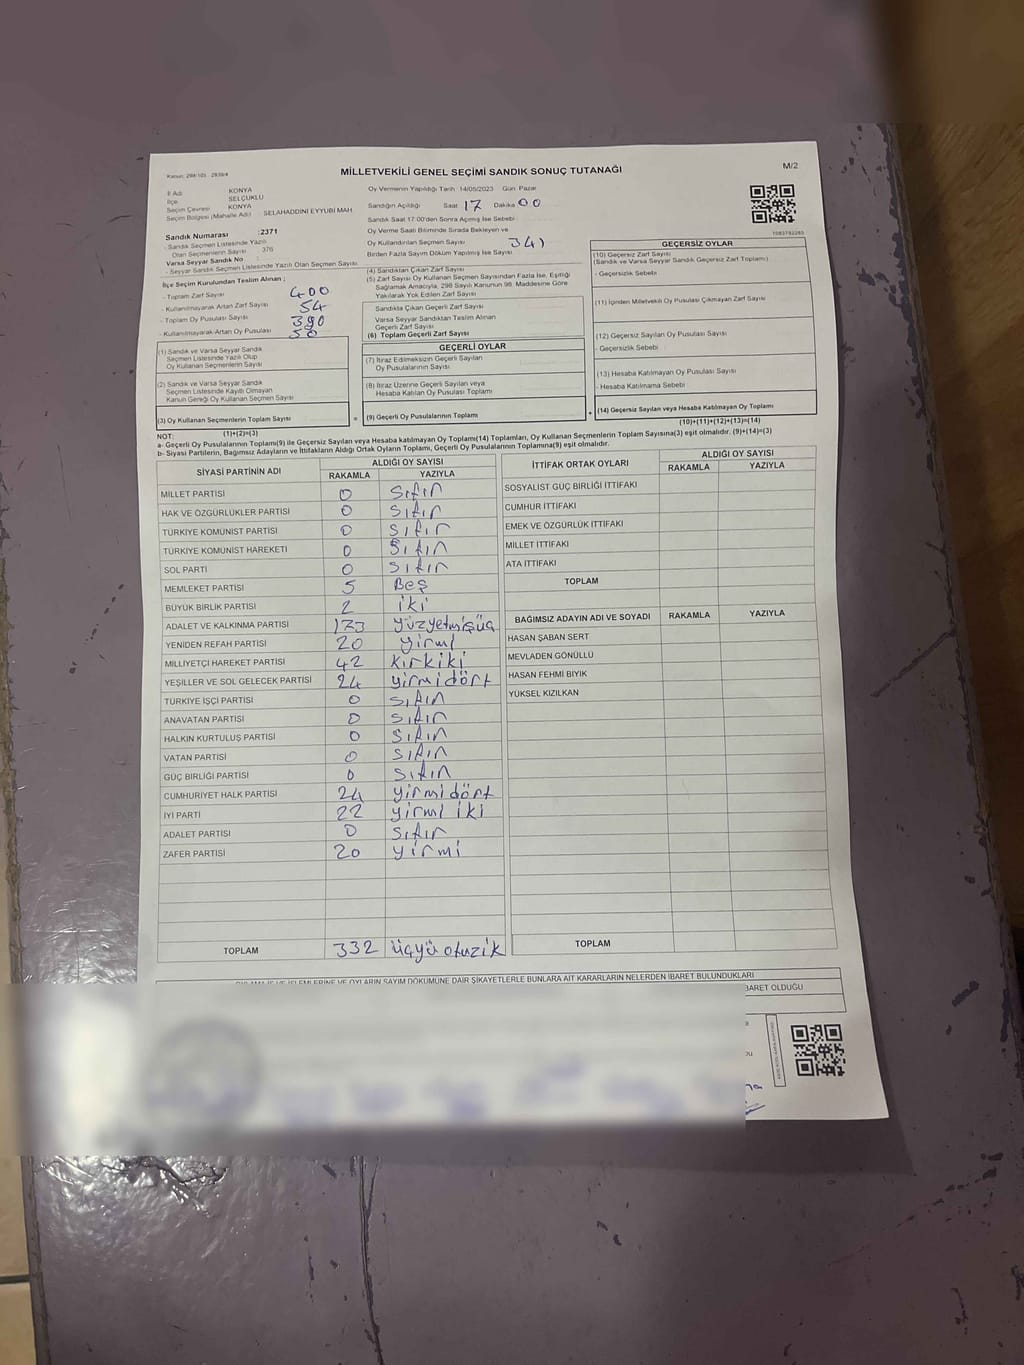 Kanun: 298/105 - 2839/4
MİLLETVEKİLİ GENEL SEÇİMİ SANDIK SONUÇ TUTANAĞI
M/2
İl Adı KONYA
İlçe SELÇUKLU
Seçim Çevresi KONYA
Seçim Bölgesi (Mahalle Adı) SELAHADDİNİ EYYUBİ MAH.
Oy Vermenin Yapıldığı Tarih :14/05/2023 Gün :Pazar
Sandığın Açıldığı Saat 17 Dakika 00
Sandık Saat 17:00'den Sonra Açılmış İse Sebebi
Oy Verme Saati Bitiminde Sırada Bekleyen ve
Oy Kullandırılan Seçmen Sayısı 341
Birden Fazla Sayım Döküm Yapılmış İse Sayısı
1083792293
Sandık Numarası :2371
- Sandık Seçmen Listesinde Yazılı
Olan Seçmenlerin Sayısı : 376
Varsa Seyyar Sandık No :
- Seyyar Sandık Seçmen Listesinde Yazılı Olan Seçmen Sayısı:
İlçe Seçim Kurulundan Teslim Alınan ;
- Toplam Zarf Sayısı 400
- Kullanılmayarak Artan Zarf Sayısı 54
- Toplam Oy Pusulası Sayısı 390
- Kullanılmayarak Artan Oy Pusulası 50
(4) Sandıktan Çıkan Zarf Sayısı
(5) Zarf Sayısı Oy Kullanan Seçmen Sayısından Fazla İse, Eşitliği
Sağlamak Amacıyla, 298 Sayılı Kanunun 98. Maddesine Göre
Yakılarak Yok Edilen Zarf Sayısı
Sandıkta Çıkan Geçerli Zarf Sayısı
Varsa Seyyar Sandıktan Teslim Alınan
Geçerli Zarf Sayısı
(6) Toplam Geçerli Zarf Sayısı
GEÇERSİZ OYLAR
(10) Geçersiz Zarf Sayısı
(Sandık ve Varsa Seyyar Sandık Geçersiz Zarf Toplamı)
- Geçersizlik Sebebi
(11) İçinden Milletvekili Oy Pusulası Çıkmayan Zarf Sayısı
(12) Geçersiz Sayılan Oy Pusulası Sayısı
- Geçersizlik Sebebi
(13) Hesaba Katılmayan Oy Pusulası Sayısı
- Hesaba Katılmama Sebebi
(1) Sandık ve Varsa Seyyar Sandık
Seçmen Listesinde Yazılı Olup
Oy Kullanan Seçmenlerin Sayısı
(2) Sandık ve Varsa Seyyar Sandık
Seçmen Listesinde Kayıtlı Olmayan
Kanun Gereği Oy Kullanan Seçmen Sayısı
(3) Oy Kullanan Seçmenlerin Toplam Sayısı
(1)+(2)=(3)
=
GEÇERLİ OYLAR
(7) İtiraz Edilmeksizin Geçerli Sayılan
Oy Pusulalarının Sayısı
(8) İtiraz Üzerine Geçerli Sayılan veya
Hesaba Katılan Oy Pusulası Toplamı
(9) Geçerli Oy Pusulalarının Toplamı
+
(14) Geçersiz Sayılan veya Hesaba Katılmayan Oy Toplamı
(10)+(11)+(12)+(13)=(14)
NOT:
a- Geçerli Oy Pusulalarının Toplamı(9) ile Geçersiz Sayılan veya Hesaba katılmayan Oy Toplamı(14) Toplamları, Oy Kullanan Seçmenlerin Toplam Sayısına(3) eşit olmalıdır. (9)+(14)=(3)
b- Siyasi Partilerin, Bağımsız Adayların ve İttifakların Aldığı Ortak Oyların Toplamı, Geçerli Oy Pusulalarının Toplamına(9) eşit olmalıdır.
SİYASİ PARTİNİN ADI ALDIĞI OY SAYISI
RAKAMLA YAZIYLA
MİLLET PARTİSİ 0 sıfır
HAK VE ÖZGÜRLÜKLER PARTİSİ 0 sıfır
TÜRKİYE KOMÜNİST PARTİSİ 0 sıfır
TÜRKİYE KOMÜNİST HAREKETİ 0 sıfır
SOL PARTİ 0 sıfır
MEMLEKET PARTİSİ 5 Beş
BÜYÜK BİRLİK PARTİSİ 2 iki
ADALET VE KALKINMA PARTİSİ 173 yüzyetmişüç
YENİDEN REFAH PARTİSİ 20 yirmi
MİLLİYETÇİ HAREKET PARTİSİ 42 Kırkiki
YEŞİLLER VE SOL GELECEK PARTİSİ 24 yirmidört
TÜRKİYE İŞÇİ PARTİSİ 0 sıfır
ANAVATAN PARTİSİ 0 sıfır
HALKIN KURTULUŞ PARTİSİ 0 sıfır
VATAN PARTİSİ 0 sıfır
GÜÇ BİRLİĞİ PARTİSİ 0 sıfır
CUMHURİYET HALK PARTİSİ 24 yirmidört
İYİ PARTİ 22 yirmi iki
ADALET PARTİSİ 0 sıfır
ZAFER PARTİSİ 20 yirmi
TOPLAM 332 üçyü otuzik
İTTİFAK ORTAK OYLARI ALDIĞI OY SAYISI
RAKAMLA YAZIYLA
SOSYALİST GÜÇ BİRLİĞİ İTTİFAKI
CUMHUR İTTİFAKI
EMEK VE ÖZGÜRLÜK İTTİFAKI
MİLLET İTTİFAKI
ATA İTTİFAKI
TOPLAM
BAĞIMSIZ ADAYIN ADI VE SOYADI RAKAMLA YAZIYLA
HASAN ŞABAN SERT
MEVLADEN GÖNÜLLÜ
HASAN FEHMİ BIYIK
YÜKSEL KIZILKAN
TOPLAM
İŞLEMLERİNE VE OYLARIN SAYIM DÖKÜMÜNE DAİR ŞİKAYETLERLE BUNLARA AİT KARARLARIN NELERDEN İBARET BULUNDUKLARI
BARET OLDUĞU